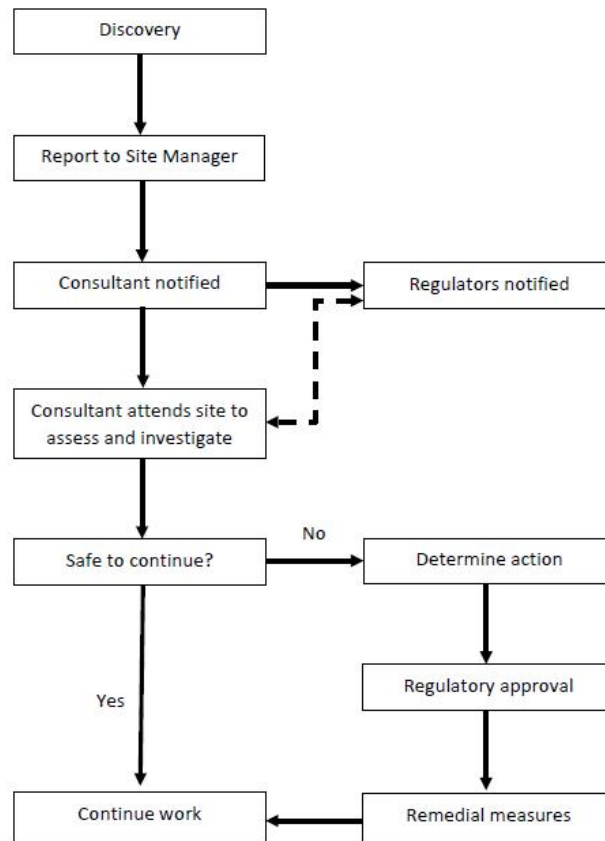 Discovery
Report to Site Manager
Consultant notified
Regulators notified
Consultant attends site to
assess and investigate
Safe to continue?
No
Determine action
Regulatory approval
Yes
Continue work
Remedial measures